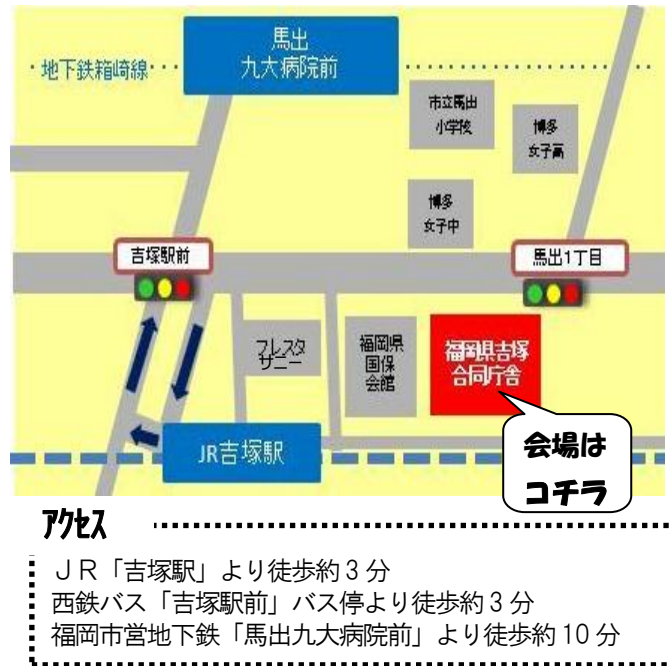 馬出
九大病院前
地下鉄箱崎線
市立馬出
小学校
博多
女子高
博多
女子中
吉塚駅前
馬出1丁目
フレスタ
サニー
福岡県
国保
会館
福岡県吉塚
合同庁舎
JR吉塚駅
会場は
コチラ
アクセス
JR「吉塚駅」より徒歩約3分
西鉄バス「吉塚駅前」バス停より徒歩約3分
福岡市営地下鉄「馬出九大病院前」より徒歩約10分